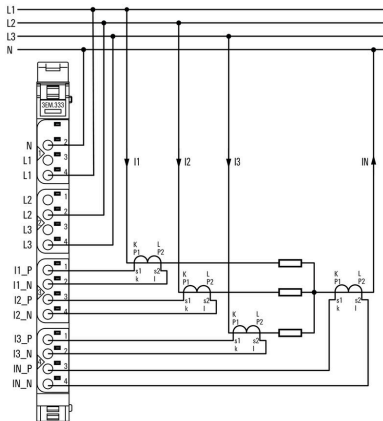 L1
L2
L3
N
3EM.333
N 2
L1 3
L1 4
L2 1
L2 2
L3 3
L3 4
I1 I2 I3 IN
I1_P 1
I1_N 2
I2_P 3
I2_N 4
I3_P 1
I3_N 2
IN_P 3
IN_N 4
K L
P1 P2
s1 s2
k l
K L
P1 P2
s1 s2
k l
K L
P1 P2
s1 s2
k l
K L
P1 P2
s1 s2
k l